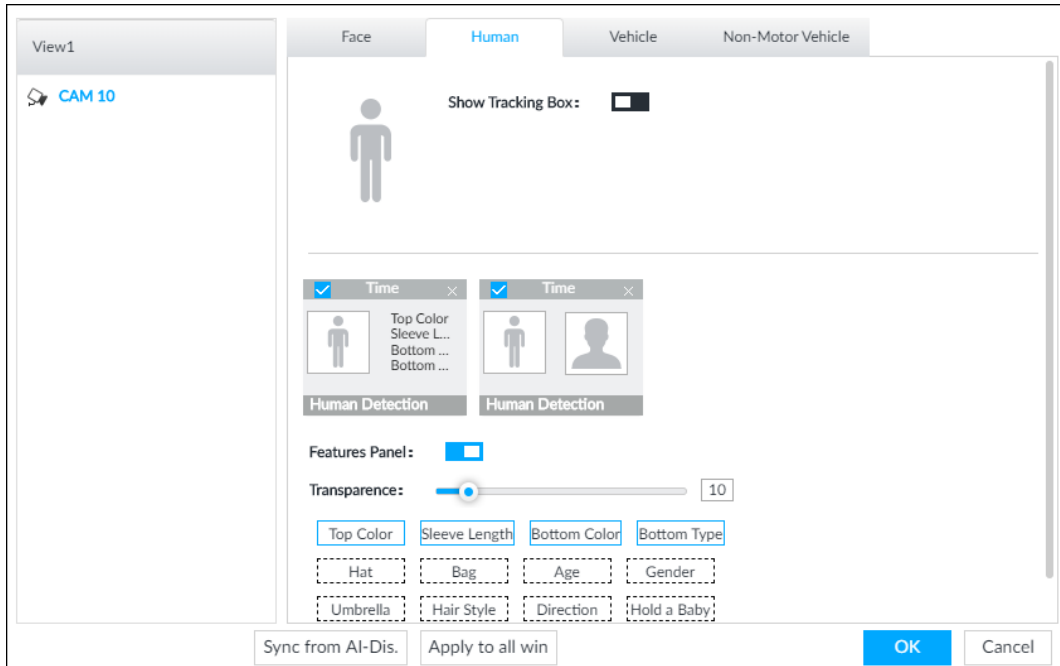 View1
CAM 10
Face Human Vehicle Non-Motor Vehicle
Show Tracking Box:
Time
Top Color
Sleeve L...
Bottom ...
Bottom ...
Human Detection
Time
Human Detection
Features Panel:
Transparence: 10
Top Color Sleeve Length Bottom Color Bottom Type
Hat Bag Age Gender
Umbrella Hair Style Direction Hold a Baby
Sync from AI-Dis. Apply to all win OK Cancel